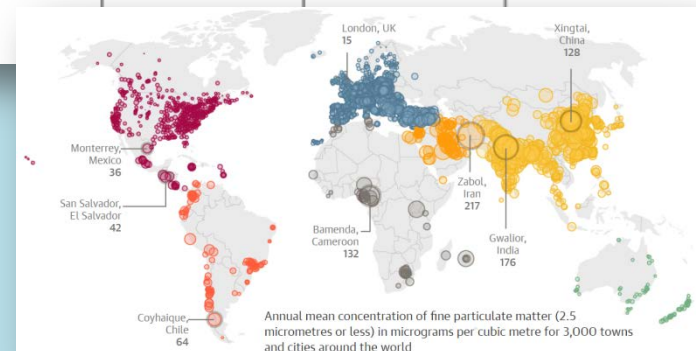 London, UK
15
Xingtai,
China
128
Monterrey,
Mexico
36
San Salvador,
El Salvador
42
Zabol,
Iran
217
Bamenda,
Cameroon
132
Gwalior,
India
176
Coyhaique,
Chile
64
Annual mean concentration of fine particulate matter (2.5
micrometres or less) in micrograms per cubic metre for 3,000 towns
and cities around the world